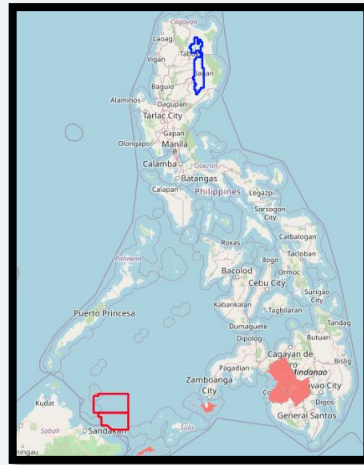 Cagayan
Laoag
Vigan
Baguio
Alaminos
Dagupan
Tarlac City
Gapan
Olongapo
Manila
Calamba
Quezon
Batangas
Calapan
Philippines
Legazpi
Sorsogon
City
Catbalogan
Roxas
Tacloban
Bogo
Palawan
Bacolod
Ormoc
Cebu City
Kabankalan
Surigao
City
Puerto Princesa
Tagbilaran
Dumaguete
Tandag
Dipolog
Butuan
Cagayan de
Pagadian
Mindanao
Bislig
Zamboanga
City
Digos
Kudat
General Santos
Sulu
Sabah
Sandakan